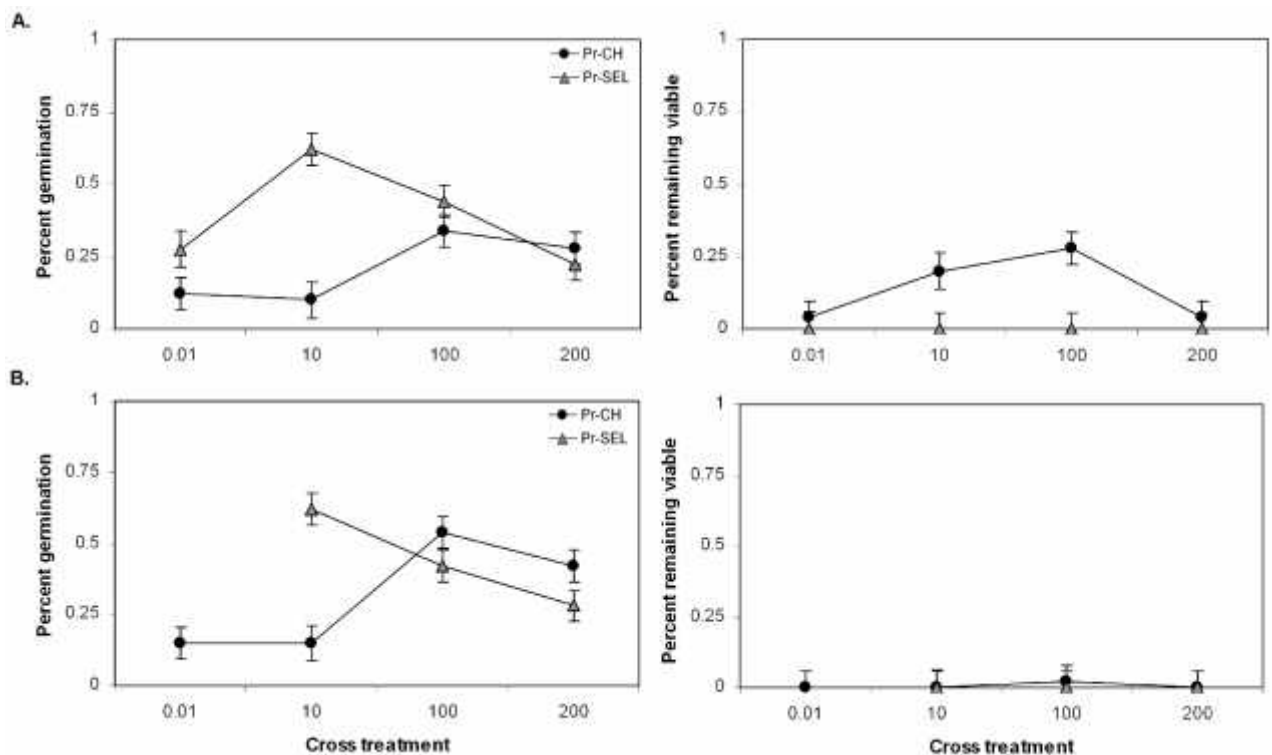 A.
Percent germination
1
0.75
0.5
0.25
0
Pr-CH
Pr-SEL
0.01 10 100 200
Percent remaining viable
1
0.75
0.5
0.25
0
0.01 10 100 200
B.
Percent germination
1
0.75
0.5
0.25
0
Pr-CH
Pr-SEL
0.01 10 100 200
Cross treatment
Percent remaining viable
1
0.75
0.5
0.25
0
0.01 10 100 200
Cross treatment